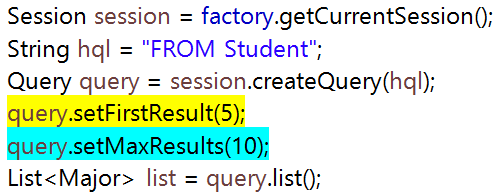 Session session = factory.getCurrentSession();
String hql = "FROM Student";
Query query = session.createQuery(hql);
query.setFirstResult(5);
query.setMaxResults(10);
List<Major> list = query.list();